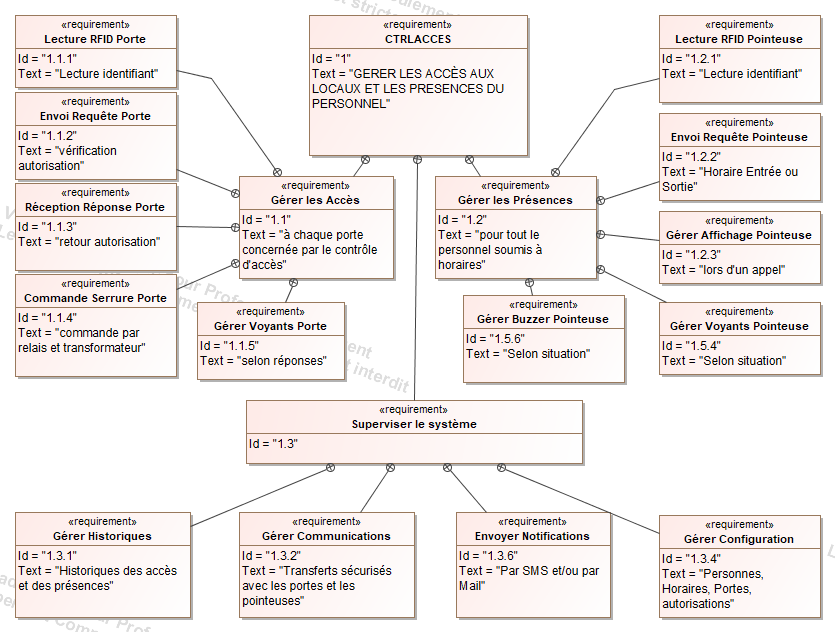 «requirement»
Lecture RFID Porte
Id = "1.1.1"
Text = "Lecture identifiant"
«requirement»
CTRLACCES
Id = "1"
Text = "GERER LES ACCÈS AUX
LOCAUX ET LES PRESENCES DU
PERSONNEL"
«requirement»
Lecture RFID Pointeuse
Id = "1.2.1"
Text = "Lecture identifiant"
«requirement»
Envoi Requête Porte
Id = "1.1.2"
Text = "vérification
autorisation"
«requirement»
Envoi Requête Pointeuse
Id = "1.2.2"
Text = "Horaire Entrée ou
Sortie"
«requirement»
Réception Réponse Porte
Id = "1.1.3"
Text = "retour autorisation"
«requirement»
Gérer les Accès
Id = "1.1"
Text = "à chaque porte
concernée par le contrôle
d'accès"
«requirement»
Gérer les Présences
Id = "1.2"
Text = "pour tout le
personnel soumis à
horaires"
«requirement»
Gérer Affichage Pointeuse
Id = "1.2.3"
Text = "lors d'un appel"
«requirement»
Commande Serrure Porte
Id = "1.1.4"
Text = "commande par
relais et transformateur"
«requirement»
Gérer Voyants Porte
Id = "1.1.5"
Text = "selon réponses"
«requirement»
Gérer Buzzer Pointeuse
Id = "1.5.6"
Text = "Selon situation"
«requirement»
Gérer Voyants Pointeuse
Id = "1.5.4"
Text = "Selon situation"
«requirement»
Superviser le système
Id = "1.3"
«requirement»
Gérer Historiques
Id = "1.3.1"
Text = "Historiques des accès
et des présences"
«requirement»
Gérer Communications
Id = "1.3.2"
Text = "Transferts sécurisés
avec les portes et les
pointeuses"
«requirement»
Envoyer Notifications
Id = "1.3.6"
Text = "Par SMS et/ou par
Mail"
«requirement»
Gérer Configuration
Id = "1.3.4"
Text = "Personnes,
Horaires, Portes,
autorisations"
interdit